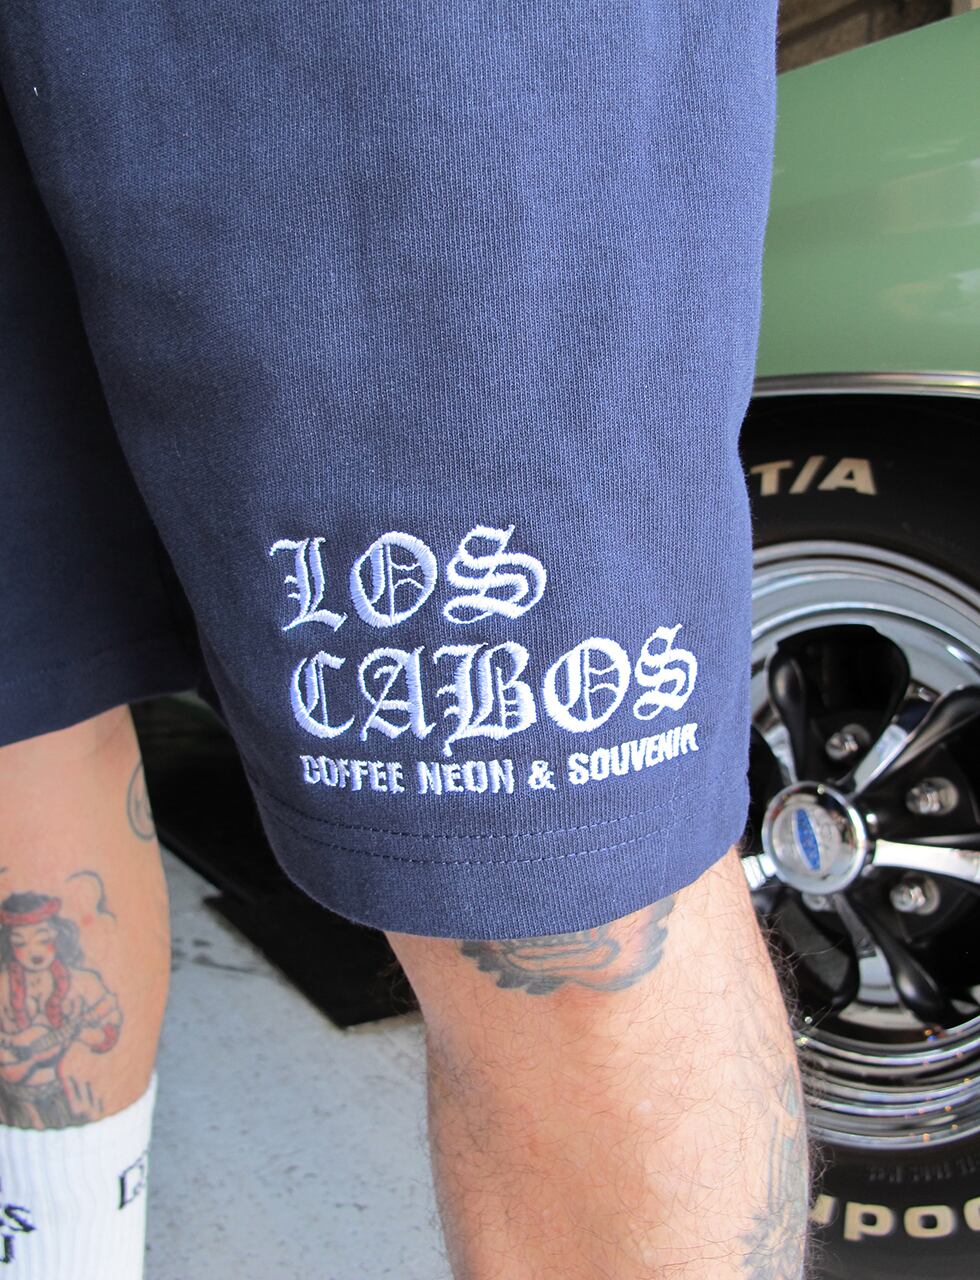 T/A
LOS
CABOS
COFFEE NEON & SOUVENIR